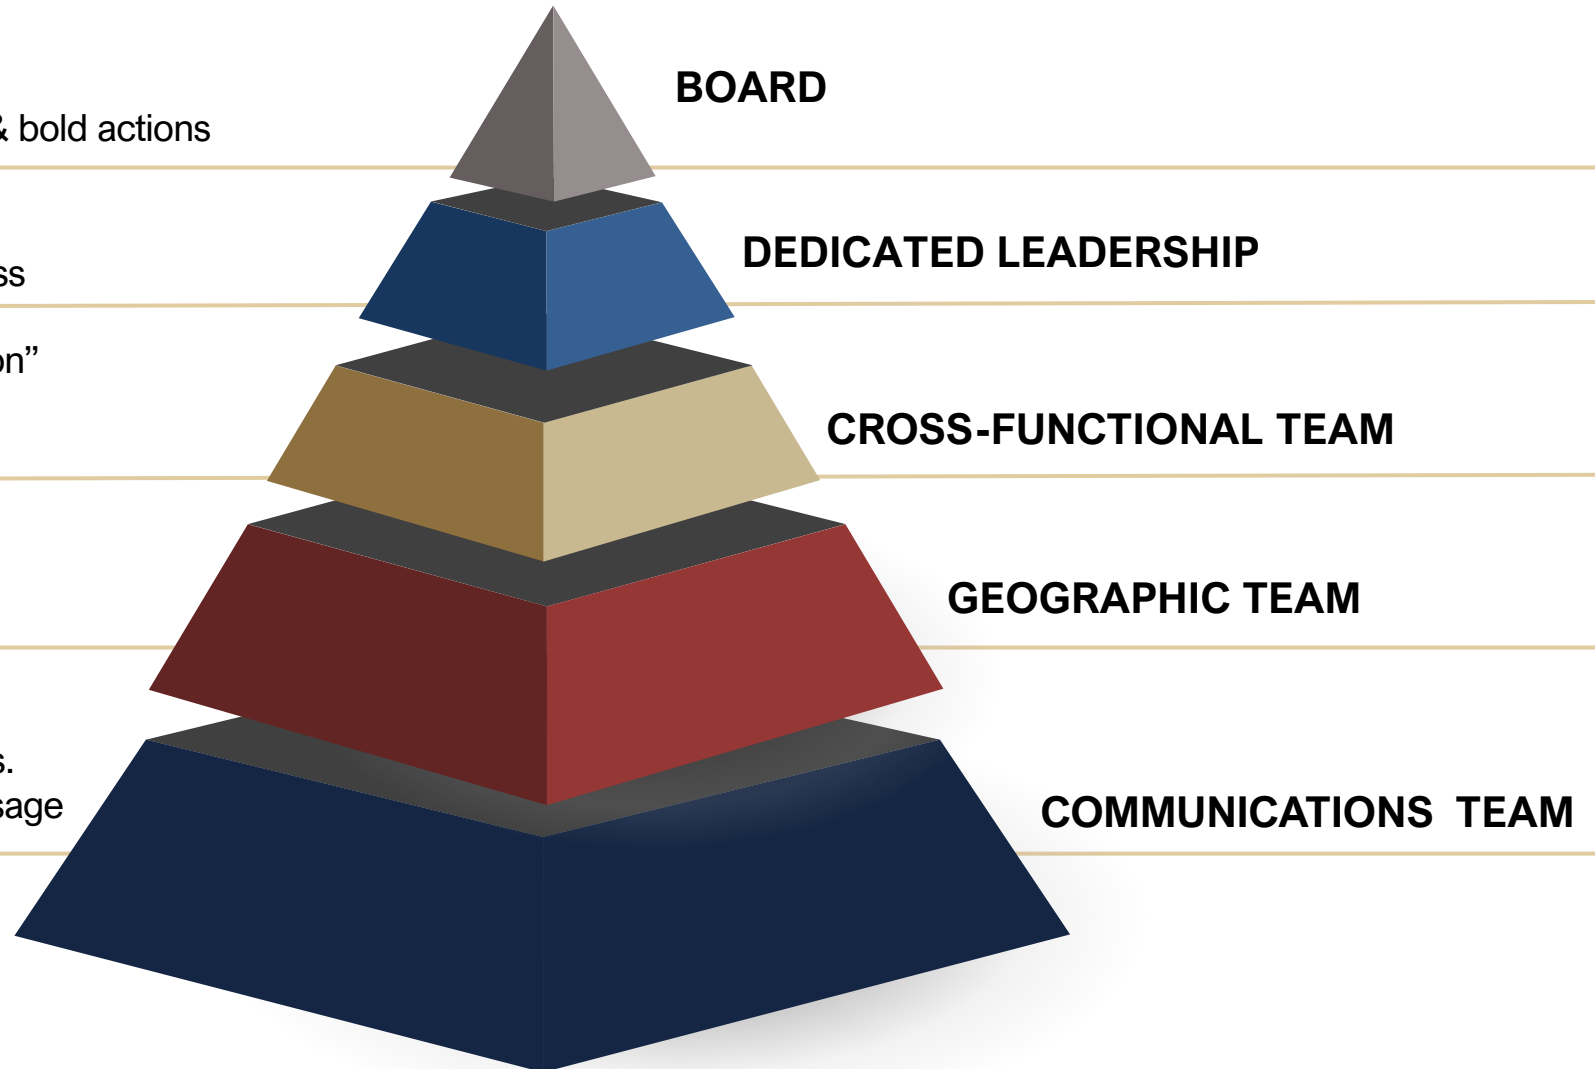 BOARD
& bold actions
DEDICATED LEADERSHIP
ss
on”
CROSS-FUNCTIONAL TEAM
GEOGRAPHIC TEAM
s.
sage
COMMUNICATIONS TEAM